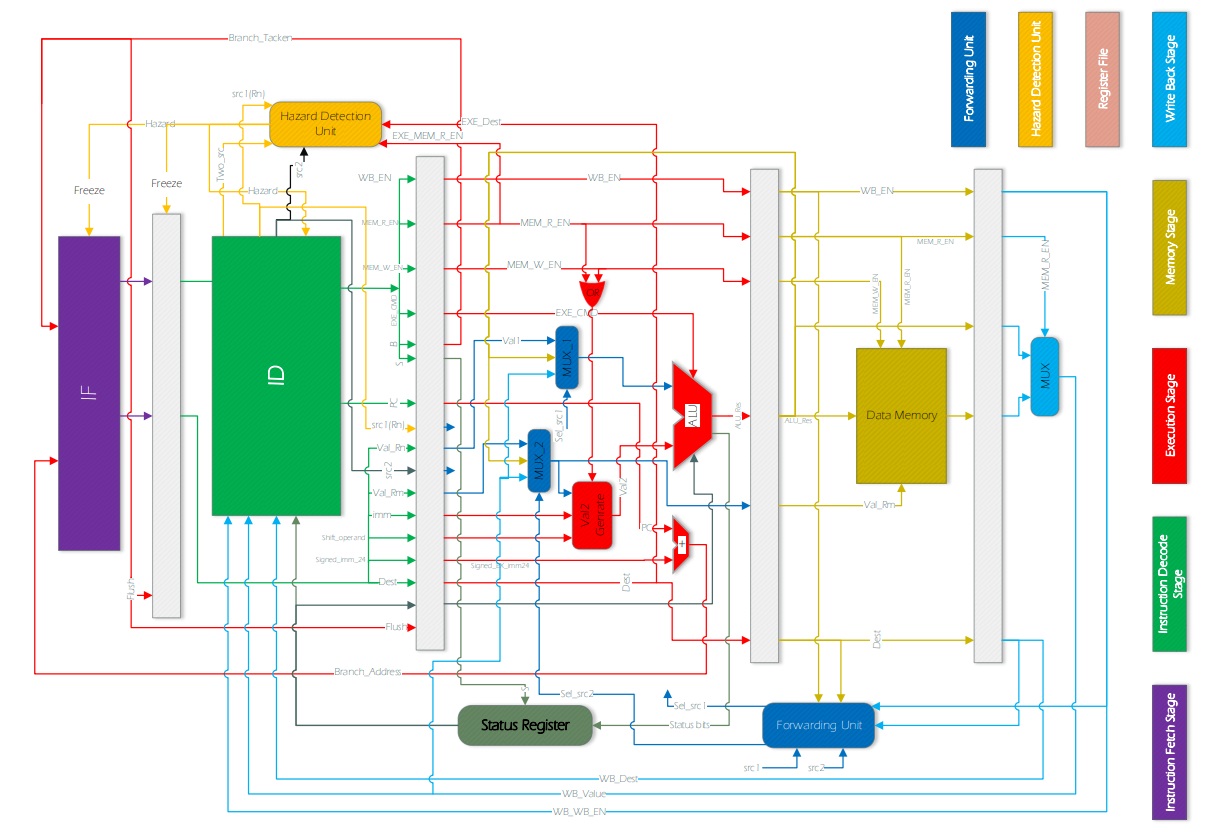 Branch_Tacken
Forwarding Unit
Hazard Detection Unit
Register File
Write Back Stage
src1(Rn)
Hazard
Hazard Detection
Unit
EXE_Dest
EXE_MEM_R_EN
Two_src
src2
Freeze
Freeze
Hazard
WB_EN
WB_EN
WB_EN
MEM_R_EN
MEM_R_EN
MEM_R_EN
MEM_R_EN
MEM_W_EN
MEM_W_EN
MEM_W_EN
MEM_R_EN
Memory Stage
EXE_CMD
EXE_CMD
OR
B
S
Val1
MUX_1
MUX
IF
ID
PC
ALU
ALU_Res
ALU_Res
Data Memory
Execution Stage
src1(Rn)
Sel_src1
Val_Rn
MUX_2
src2
Val_Rm
Val2
Genrate
Val2
Val_Rm
imm
Shift_operand
PC
+
Signed_imm_24
Signed_EX_imm24
Dest
Dest
Flush
Flush
Dest
Instruction Decode
Stage
Branch_Address
S
Sel_src2
Sel_src1
Status Register
Status bits
Forwarding Unit
src1
src2
WB_Dest
WB_Value
WB_WB_EN
Instruction Fetch Stage